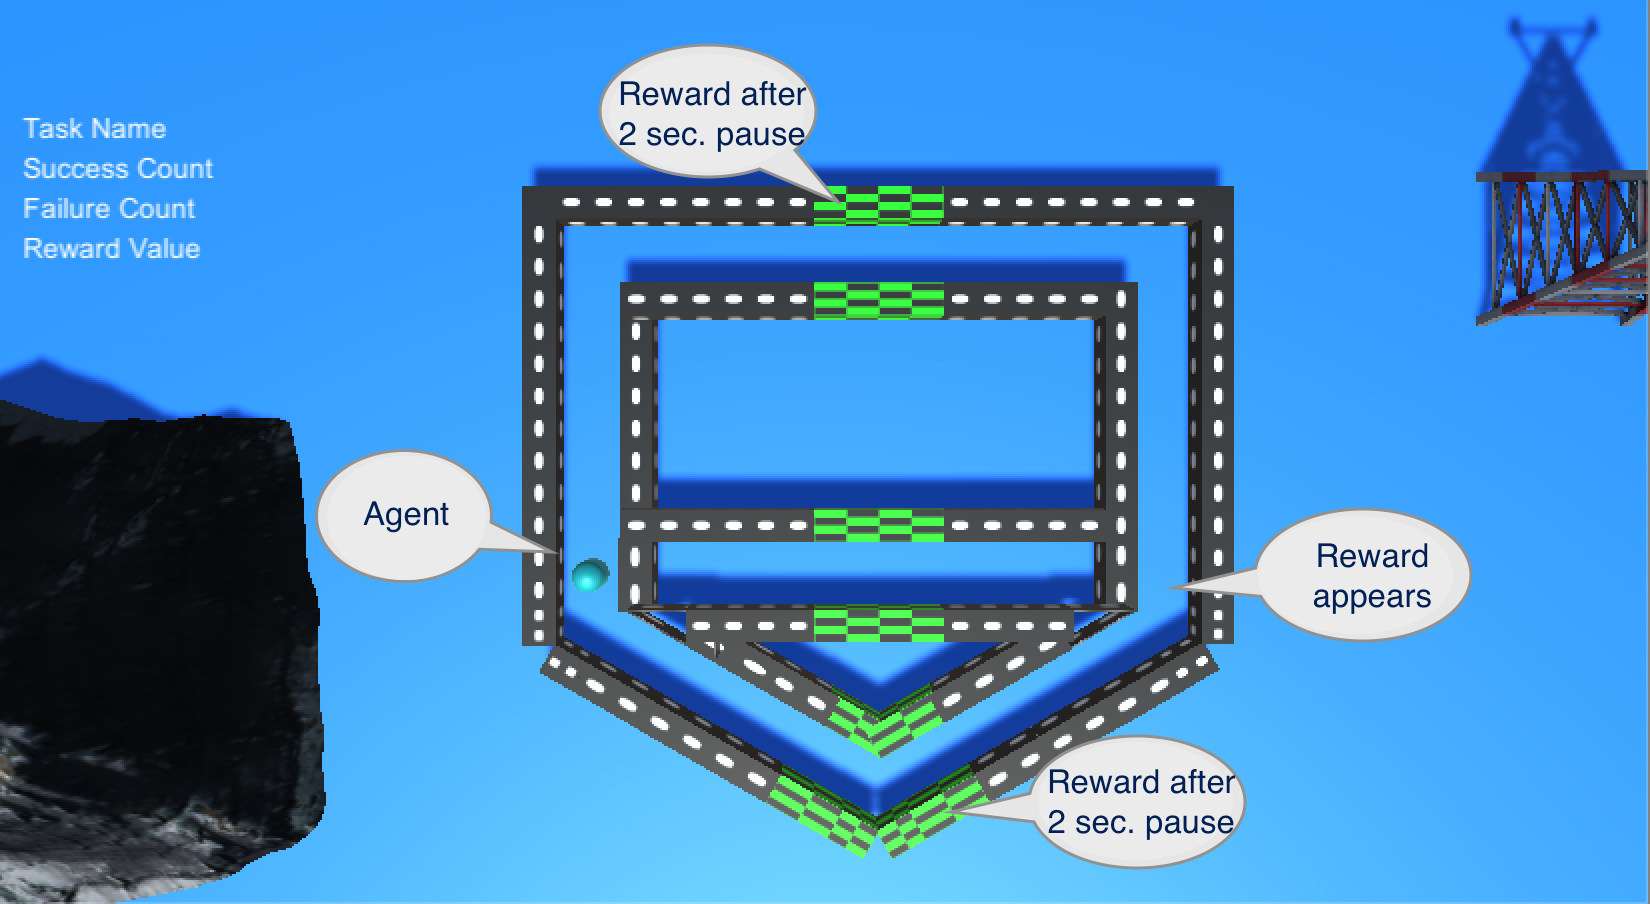 Reward after
2 sec. pause
Task Name
Success Count
Failure Count
Reward Value
Agent
Reward
appears
Reward after
2 sec. pause